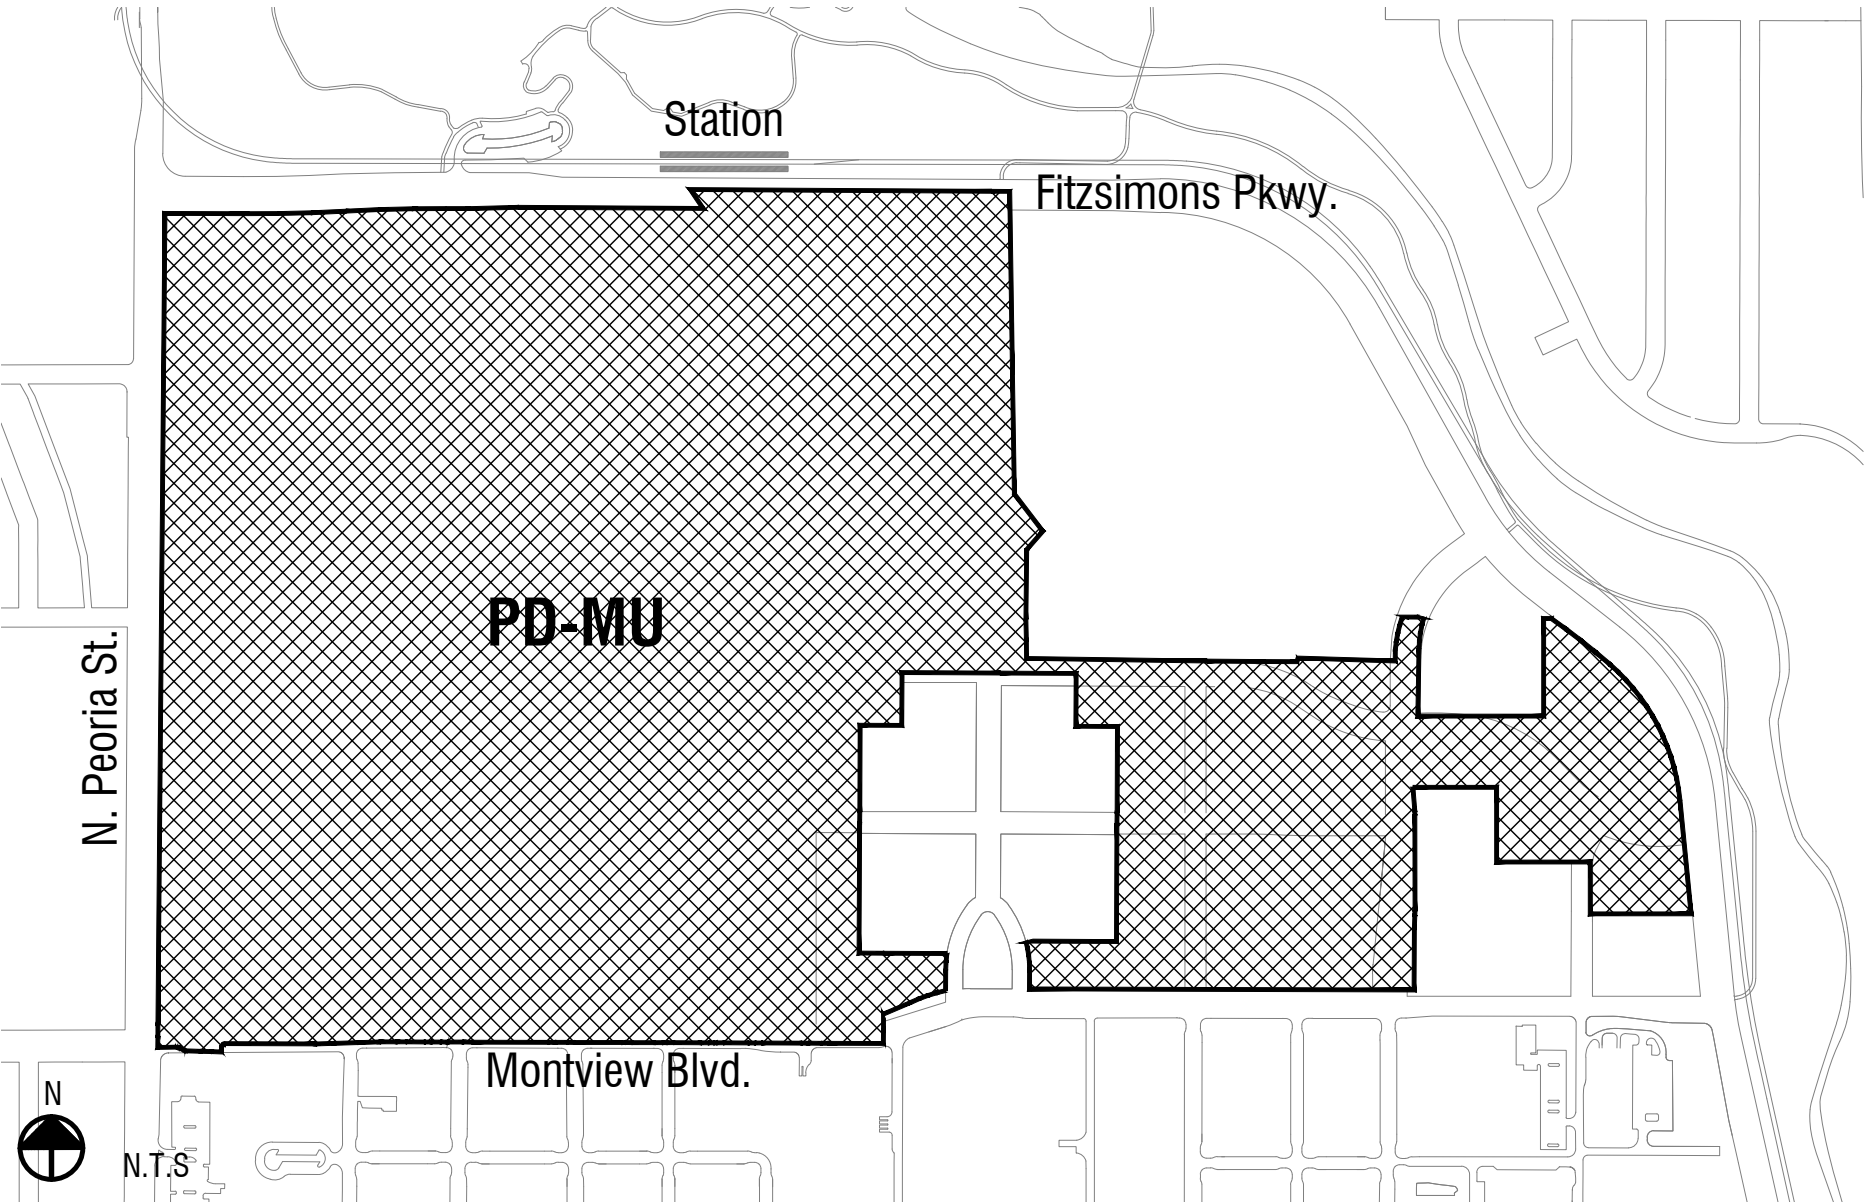 Station
Fitzsimons Pkwy.
PD-MU
N. Peoria St.
Montview Blvd.
N
N.T.S